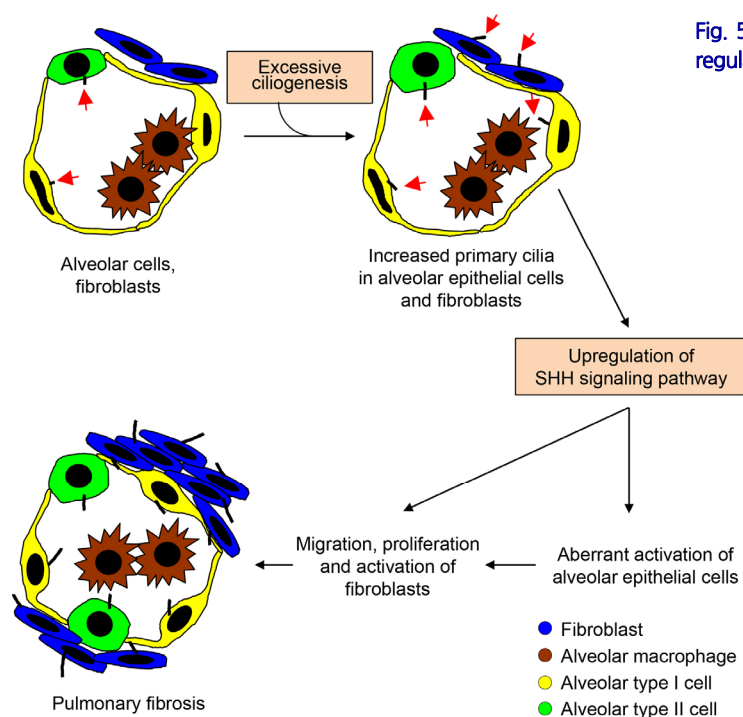 Fig. 5
regul
Excessive
ciliogenesis
Alveolar cells,
fibroblasts
Increased primary cilia
in alveolar epithelial cells
and fibroblasts
Upregulation of
SHH signaling pathway
Migration, proliferation
and activation of
fibroblasts
Aberrant activation of
alveolar epithelial cells
Pulmonary fibrosis
Fibroblast
Alveolar macrophage
Alveolar type I cell
Alveolar type II cell